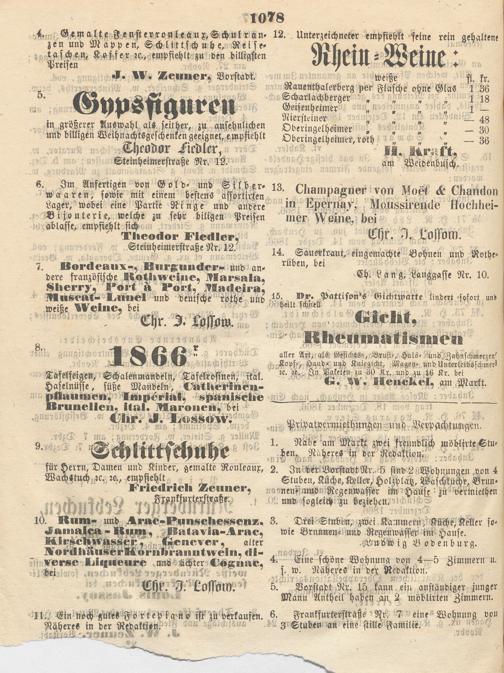 1078
4. Gemalte Fensterronleaux, Schulran-
zen und Mappen, Schlittschuhe, Reise-
taschen, Koffer ꝛc. empfiehlt zu den billigsten
Preisen
J. W. Zeuner, Vorstadt.
5.
Gypsfiguren
in größerer Auswahl als seither, zu ansehnlichen
und billigen Weihnachtsgeschenken geeignet, empfiehlt
Theodor Fiedler,
Steinheimerstraße Nr. 12.
6. Im Anfertigen von Gold- und Silber-
waaren, sowie in einem bestens assortirten
Lager, wobei eine Partie Ringe und andere
Bijouterie, welche zu sehr billigen Preisen
ablasse, empfiehlt sich
Theodor Fiedler,
Steinheimerstraße Nr. 12.
7. Bordeaux-, Burgunder- und an-
dere französische Rothweine, Marsala,
Sherry, Port à Port, Madeira,
Muscat-Lunel und deutsche rothe und
weiße Weine, bei
Chr. J. Lossow.
8.
1866r
Tafelfeigen, Schalenmandeln, Tafelrosinen, ital.
Haselnüsse, süße Mandeln, Catherinen-
pflaumen, Impérial, spanische
Brunellen, ital. Maronen, bei
Chr. J. Lossow.
9.
Schlittschuhe
für Herrn, Damen und Kinder, gemalte Rouleaux,
Wachstuch ꝛc. ꝛc., empfiehlt
Friedrich Zeuner,
Frankfurterstraße.
10. Rum- und Arac-Punschessenz,
Jamaica-Rum, Batavia-Arac,
Kirschwasser, Genever, alter
Nordhäuser Kornbranntwein, di-
verse Liqueure und ächter Cognac,
bei
Chr. J. Lossow.
11. Ein noch gutes Fortepiano ist zu verkaufen.
Näheres in der Redaktion.
12. Unterzeichneter empfiehlt seine rein gehaltene
Rhein-Weine:
weiße fl. kr.
Rauenthalerberg per Flasche ohne Glas 1 36
Scharlachberger „ „ 1 18
Geisenheimer „ „ 1 —
Niersteiner „ „ — 48
Oberingelheimer „ „ — 30
Oberingelheimer, roth „ „ — 36
H. Kraft,
am Weidenbusch.
13. Champagner von Moët & Chandon
in Epernay, Moussirende Hochhei-
mer Weine, bei
Chr. J. Lossow.
14. Sauerkraut, eingemachte Bohnen und Rothe-
rüben, bei
Ch. Lang, Langgasse Nr. 10.
15. Dr. Pattison's Gichtwatte lindert sofort und
heilt schnell
Gicht,
Rheumatismen
aller Art, als Gesichts-, Brust-, Hals- und Zahnschmerzen,
Kopf-, Hand- und Kniegicht, Magen- und Unterleibsschmerz
ꝛc. ꝛc. In Paketen zu 30 Kr. und zu 16 Kr. bei
G. W. Henckel, am Markt.
Privatvermiethungen und Verpachtungen.
1. Nahe am Markt zwei freundlich möblirte Stu-
ben. Näheres in der Redaktion.
2. In der Vorstadt Nr. 5 sind 2 Wohnungen von 4
Stuben, Küche, Keller, Holzplatz, Waschküche, Brun-
nen- und Regenwasser im Hause zu vermiethen
und sogleich zu beziehen.
3. Drei Stuben, zwei Kammern, Küche, Keller so-
wie Brunnen- und Regenwasser im Hause.
Ludwig Bodenburg.
4. Eine schöne Wohnung von 4—5 Zimmern u.
s. w. Näheres in der Redaktion.
5. Vorstadt Nr. 15 kann ein anständiger junger
Mann Antheil haben an 2 möblirten Zimmern.
6. Frankfurterstraße Nr. 7 eine Wohnung von
3 Stuben an eine stille Familie.